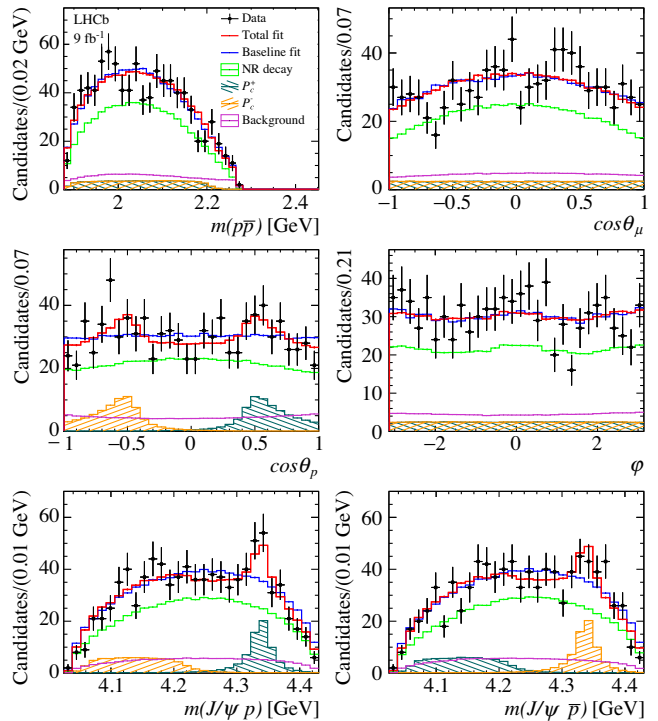 LHCb
9 fb⁻¹
Data
Total fit
Baseline fit
NR decay
P_c^+
P_c^-
Background
Candidates/(0.02 GeV)
0 20 40 60
2 2.2 2.4
m(pp̅) [GeV]
Candidates/0.07
0 20 40
−1 −0.5 0 0.5 1
cosθ_μ
Candidates/0.07
0 20 40
−1 −0.5 0 0.5 1
cosθ_p
Candidates/0.21
0 10 21 31 42
−2 0 2
φ
Candidates/(0.01 GeV)
0 20 40 60
4.1 4.2 4.3 4.4
m(J/ψ p) [GeV]
Candidates/(0.01 GeV)
0 20 40 60
4.1 4.2 4.3 4.4
m(J/ψ p̅) [GeV]